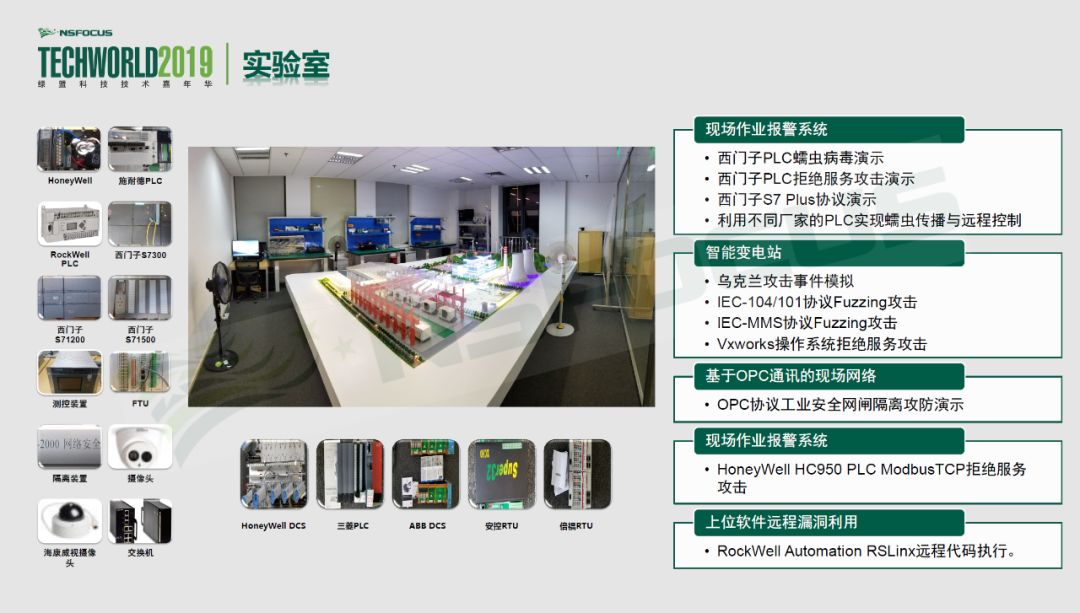 NSFOCUS
TECHWORLD2019
绿盟科技技术嘉年华
实验室
HoneyWell
施耐德PLC
RockWell
PLC
西门子S7300
西门子
S71200
西门子
S71500
测控装置
FTU
-2000 网络安全
隔离装置
摄像头
海康威视摄像
头
交换机
HoneyWell DCS
三菱PLC
ABB DCS
Super32
安控RTU
倍福RTU
现场作业报警系统
• 西门子PLC蠕虫病毒演示
• 西门子PLC拒绝服务攻击演示
• 西门子S7 Plus协议演示
• 利用不同厂家的PLC实现蠕虫传播与远程控制
智能变电站
• 乌克兰攻击事件模拟
• IEC-104/101协议Fuzzing攻击
• IEC-MMS协议Fuzzing攻击
• Vxworks操作系统拒绝服务攻击
基于OPC通讯的现场网络
• OPC协议工业安全网闸隔离攻防演示
现场作业报警系统
• HoneyWell HC950 PLC ModbusTCP拒绝服务
攻击
上位软件远程漏洞利用
• RockWell Automation RSLinx远程代码执行。
NSFOCUS